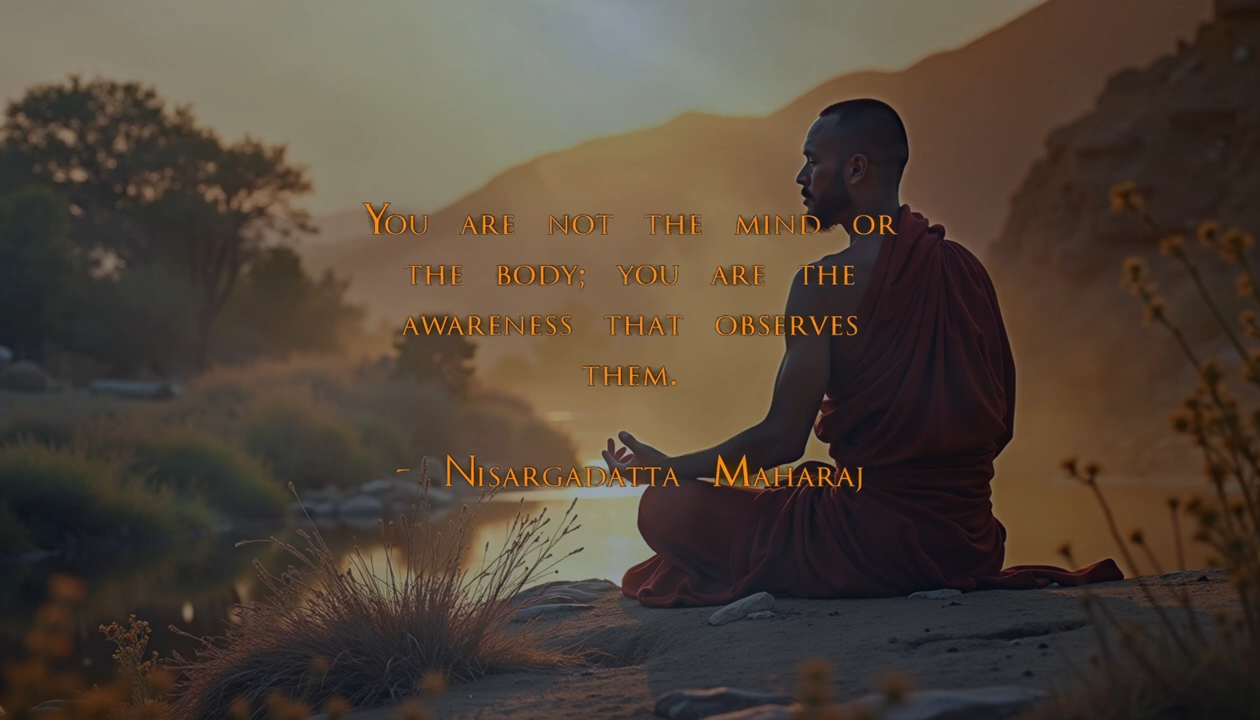 You are not the mind or
the body; you are the
awareness that observes
them.
- Nisargadatta Maharaj